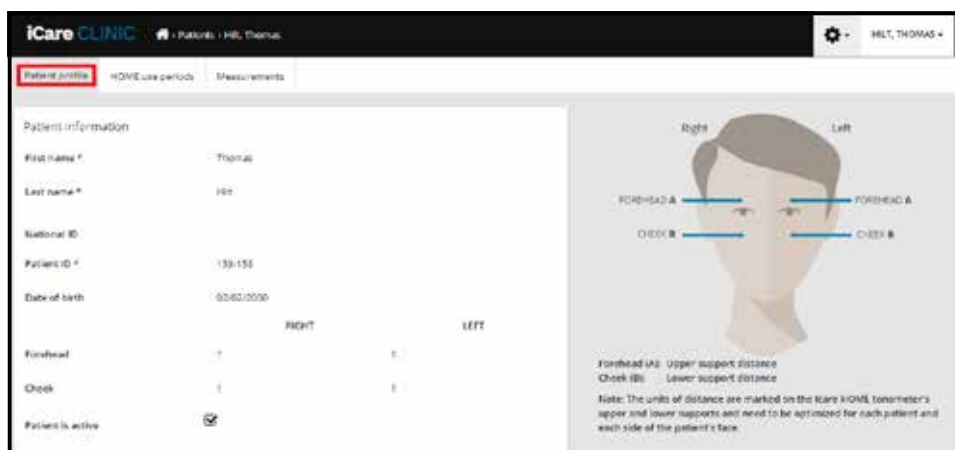 iCare CLINIC › Patients › Hilt, Thomas HILT, THOMAS
Patient profile HOME use periods Measurements
Patient information
First name * Thomas
Last name * Hilt
National ID
Patient ID *
Date of birth
RIGHT LEFT
Forehead
Cheek
Patient is active
Right Left
FOREHEAD A FOREHEAD A
CHEEK B CHEEK B
Forehead (A): Upper support distance
Cheek (B): Lower support distance
Note: The units of distance are marked on the Icare HOME tonometer's
upper and lower supports and need to be optimized for each patient and
each side of the patient's face